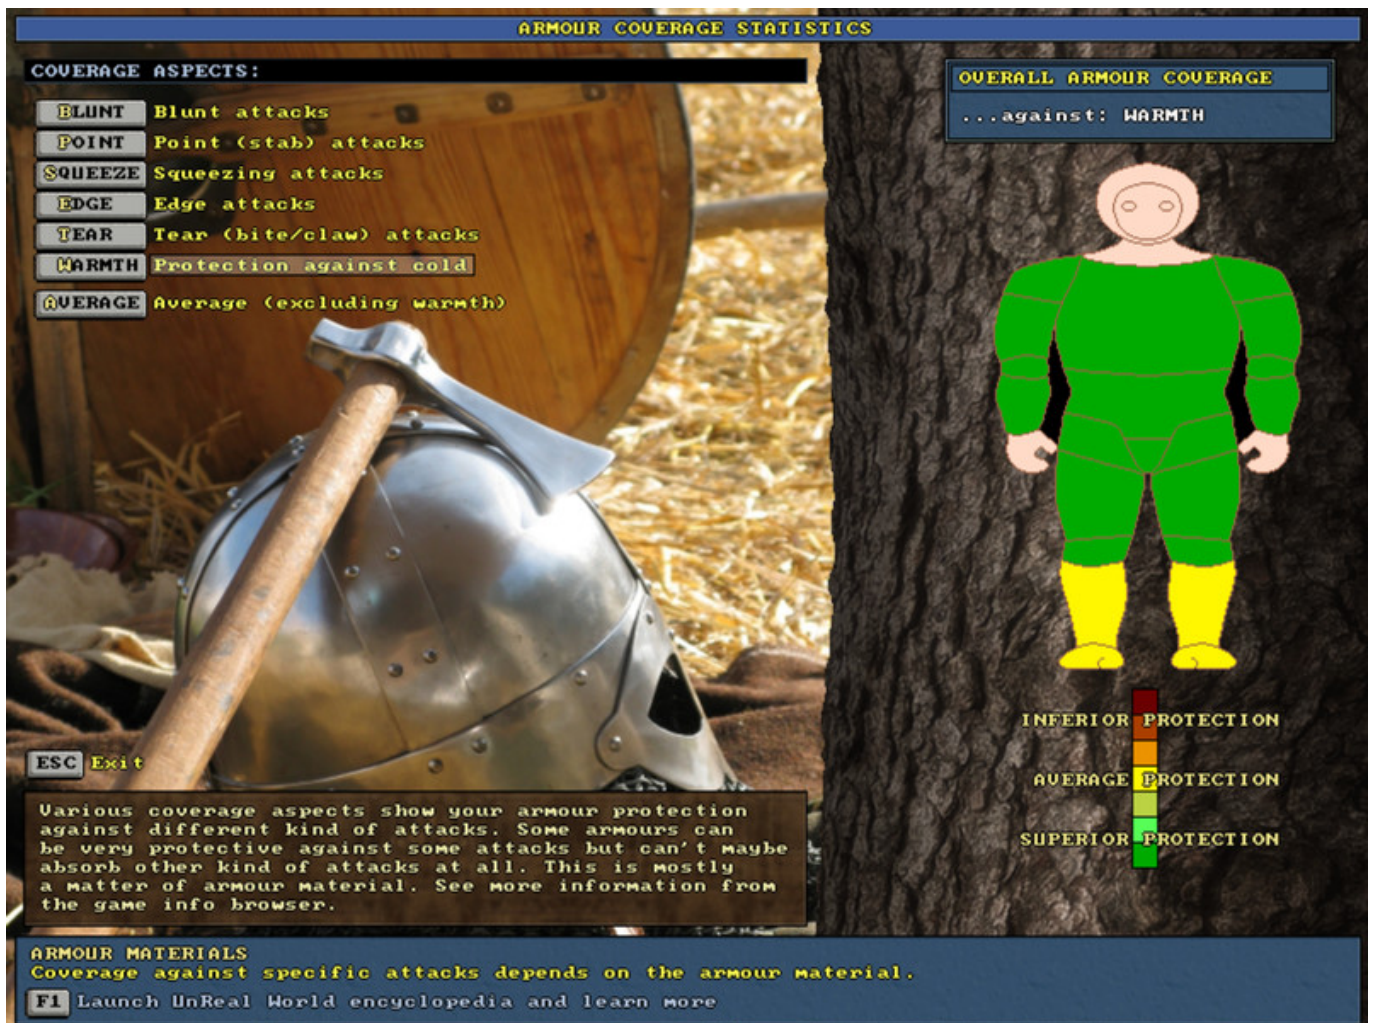 ARMOUR COVERAGE STATISTICS
COVERAGE ASPECTS:
BLUNT Blunt attacks
POINT Point (stab) attacks
SQUEEZE Squeezing attacks
EDGE Edge attacks
TEAR Tear (bite/claw) attacks
WARMTH Protection against cold
AVERAGE Average (excluding warmth)
OVERALL ARMOUR COVERAGE
...against: WARMTH
INFERIOR PROTECTION
AVERAGE PROTECTION
SUPERIOR PROTECTION
ESC Exit
Various coverage aspects show your armour protection
against different kind of attacks. Some armours can
be very protective against some attacks but can't maybe
absorb other kind of attacks at all. This is mostly
a matter of armour material. See more information from
the game info browser.
ARMOUR MATERIALS
Coverage against specific attacks depends on the armour material.
F1 Launch UnReal World encyclopedia and learn more